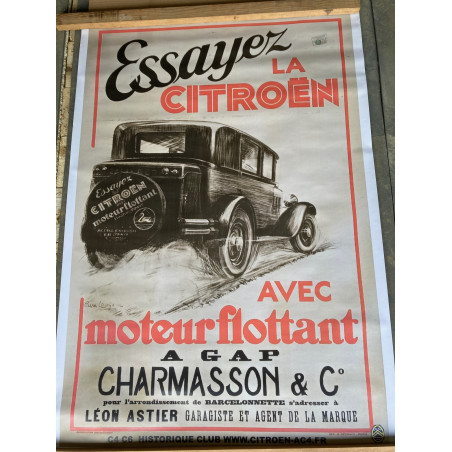 Essayez
LA
CITROËN
Essayez
CITROËN
moteur flottant
AVEC
moteur flottant
A GAP
CHARMASSON & Cº
pour l'arrondissement de BARCELONNETTE s'adresser à
LÉON ASTIER GARAGISTE ET AGENT DE LA MARQUE
C4 C6 HISTORIQUE CLUB WWW.CITROEN-AC4.FR